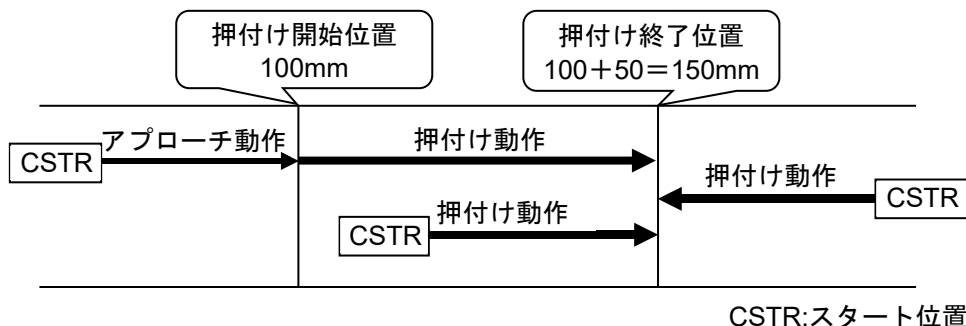 押付け開始位置
100mm
押付け終了位置
100＋50＝150mm
アプローチ動作
押付け動作
CSTR
押付け動作
CSTR
押付け動作
CSTR
CSTR:スタート位置